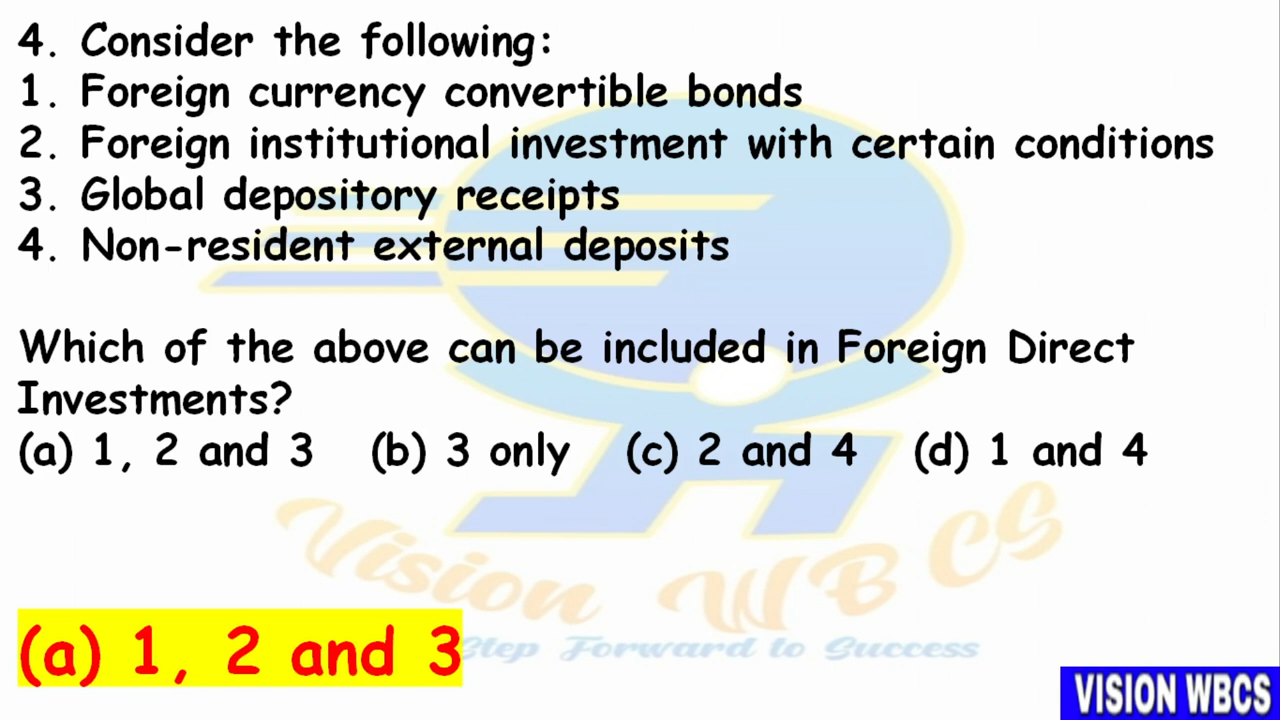 4. Consider the following:
1. Foreign currency convertible bonds
2. Foreign institutional investment with certain conditions
3. Global depository receipts
4. Non-resident external deposits
Which of the above can be included in Foreign Direct
Investments?
(a) 1, 2 and 3 (b) 3 only (c) 2 and 4 (d) 1 and 4
Vision WBCS
(a) 1, 2 and 3
Step Forward to Success
VISION WBCS